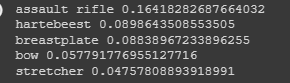 assault rifle 0.16418282687664032
hartebeest 0.0898643508553505
breastplate 0.08838967233896255
bow 0.057791776955127716
stretcher 0.04757808893918991